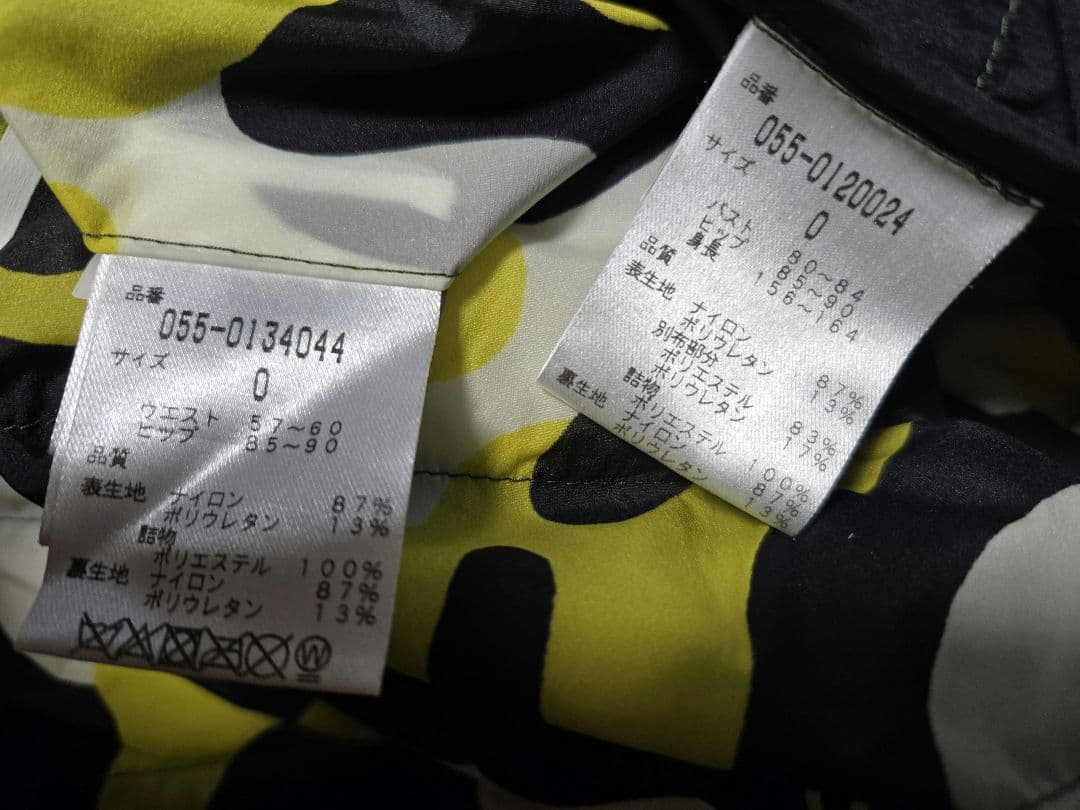 品番
055-0134044
サイズ
0
ウエスト 57～60
ヒップ 85～90
品質
表生地 ナイロン 87%
ポリウレタン 13%
詰物
ポリエステル 100%
裏生地 ナイロン 87%
ポリウレタン 13%
W
品番
055-0120024
サイズ
0
バスト 80～84
ヒップ 85～90
身長 156～164
品質
表生地 ナイロン 87%
ポリウレタン 13%
別布部分
ポリエステル 83%
ポリウレタン 17%
詰物
ポリエステル 100%
裏生地 ナイロン 87%
ポリウレタン 13%